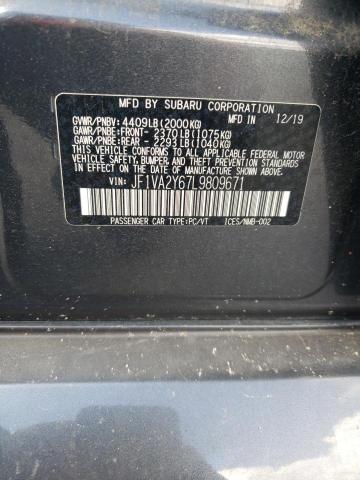 MFD BY SUBARU CORPORATION
GVWR/PNBV: 4409LB(2000KG) 12/19
GAWR/PNBE:FRONT- 2370LB(1075KG)
GAWR/PNBE:REAR - 2293LB(1040KG)
THIS VEHICLE CONFORMS TO ALL APPLICABLE FEDERAL MOTOR
VEHICLE SAFETY, BUMPER, AND THEFT PREVENTION STANDARDS
IN EFFECT ON THE DATE OF MANUFACTURE SHOWN ABOVE.
VIN: JF1VA2Y67L9809671
PASSENGER CAR TYPE:PC/VT ICES/NMB-002